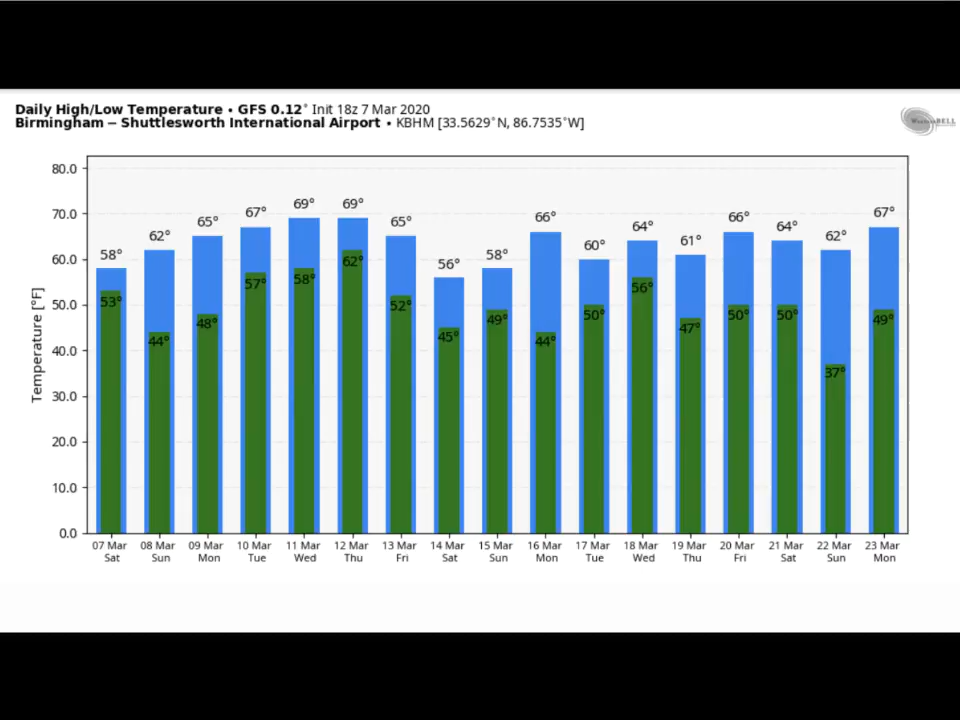 Daily High/Low Temperature • GFS 0.12° Init 18z 7 Mar 2020
Birmingham – Shuttlesworth International Airport • KBHM [33.5629°N, 86.7535°W]
WeatherBELL
Temperature [°F]
80.0
70.0
60.0
50.0
40.0
30.0
20.0
10.0
0.0
58° 62° 65° 67° 69° 69° 65° 56° 58° 66° 60° 64° 61° 66° 64° 62° 67°
53° 44° 48° 57° 58° 62° 52° 45° 49° 44° 50° 56° 47° 50° 50° 37° 49°
07 Mar 08 Mar 09 Mar 10 Mar 11 Mar 12 Mar 13 Mar 14 Mar 15 Mar 16 Mar 17 Mar 18 Mar 19 Mar 20 Mar 21 Mar 22 Mar 23 Mar
Sat Sun Mon Tue Wed Thu Fri Sat Sun Mon Tue Wed Thu Fri Sat Sun Mon